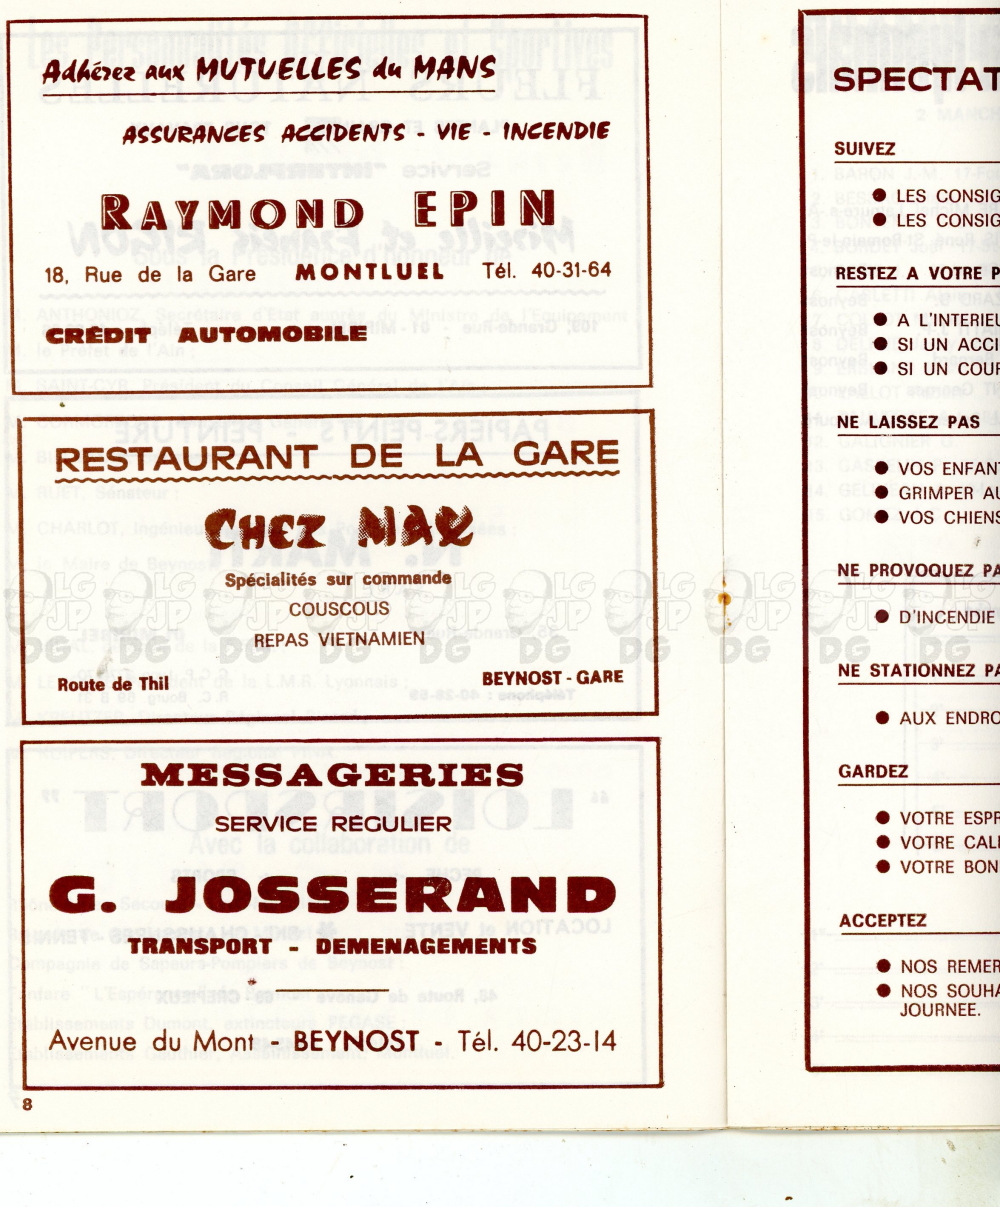 Adhérez aux MUTUELLES du MANS
ASSURANCES ACCIDENTS - VIE - INCENDIE
RAYMOND EPIN
18, Rue de la Gare MONTLUEL Tél. 40-31-64
CRÉDIT AUTOMOBILE
RESTAURANT DE LA GARE
CHEZ MAX
Spécialités sur commande
COUSCOUS
REPAS VIETNAMIEN
Route de Thil BEYNOST - GARE
MESSAGERIES
SERVICE RÉGULIER
G. JOSSERAND
TRANSPORT - DEMENAGEMENTS
Avenue du Mont - BEYNOST - Tél. 40-23-14
8
SPECTAT
SUIVEZ
● LES CONSIG
● LES CONSIG
RESTEZ A VOTRE P
● A L'INTERIEU
● SI UN ACCI
● SI UN COUR
NE LAISSEZ PAS
● VOS ENFANT
● GRIMPER AU
● VOS CHIENS
NE PROVOQUEZ PA
● D'INCENDIE
NE STATIONNEZ PA
● AUX ENDRO
GARDEZ
● VOTRE ESPR
● VOTRE CAL
● VOTRE BON
ACCEPTEZ
● NOS REMER
● NOS SOUHA
JOURNEE.
LG JP DG